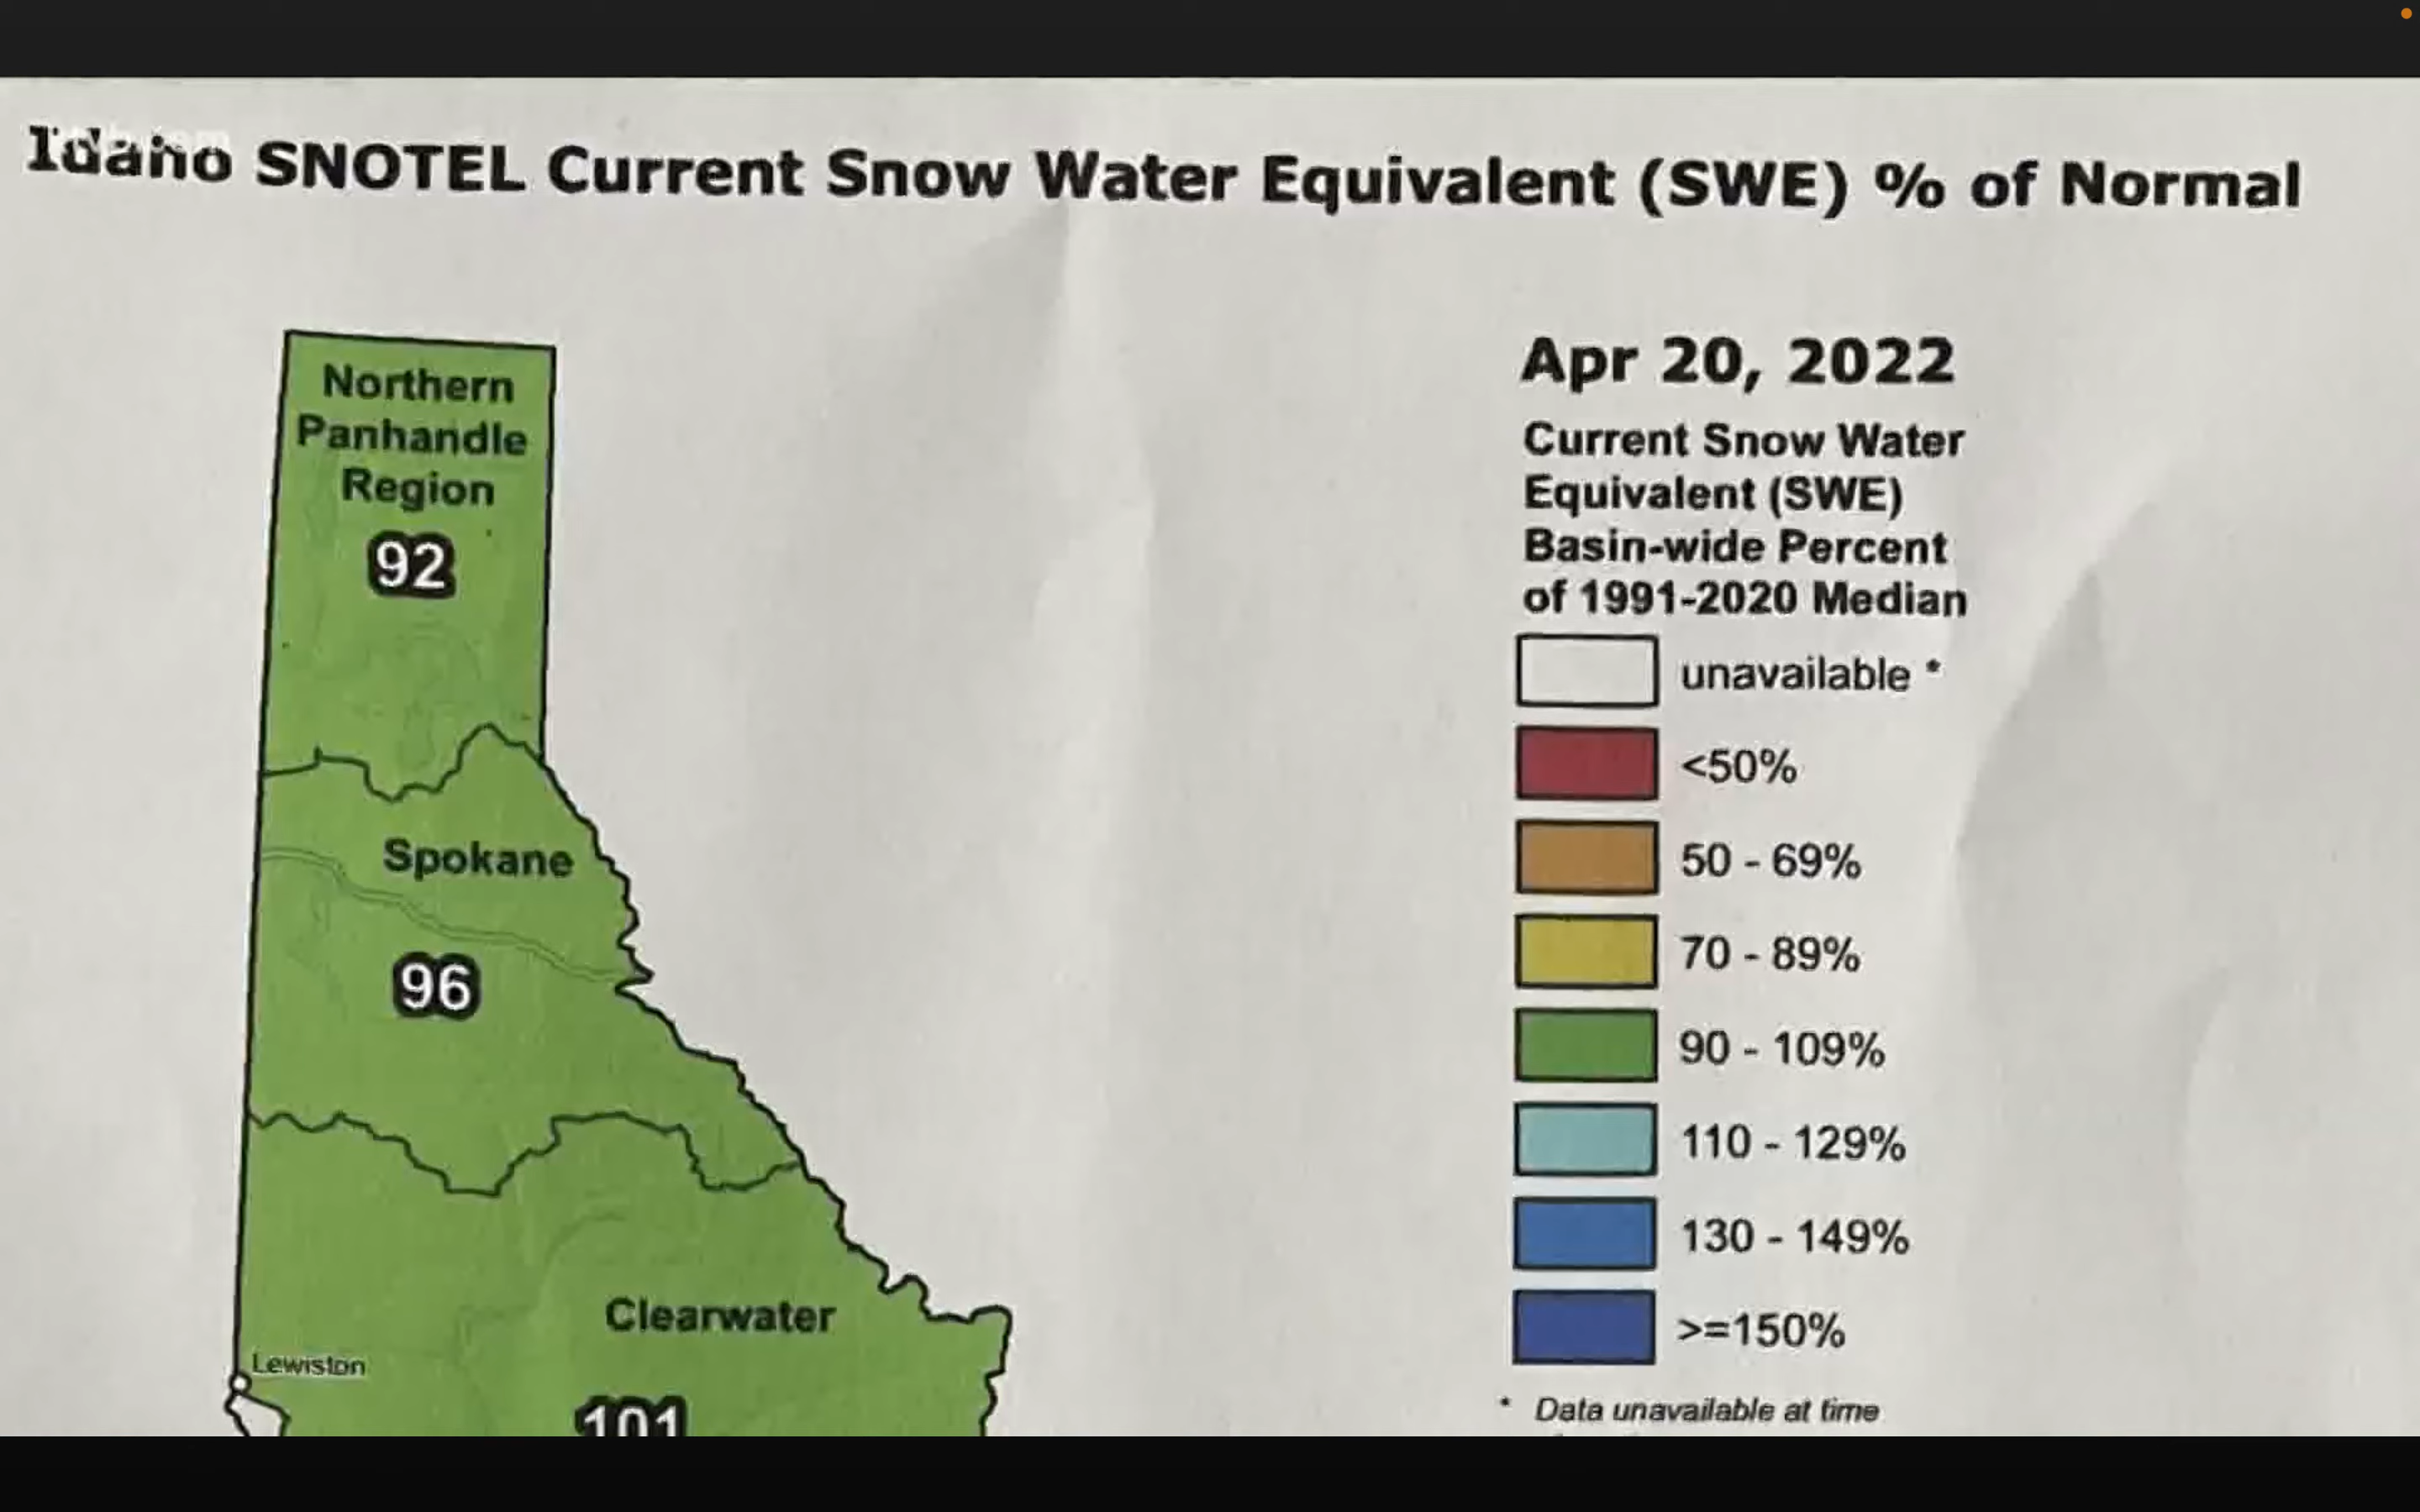 Idaho SNOTEL Current Snow Water Equivalent (SWE) % of Normal
Northern
Panhandle
Region
92
Spokane
96
Clearwater
Lewiston
101
Apr 20, 2022
Current Snow Water
Equivalent (SWE)
Basin-wide Percent
of 1991-2020 Median
unavailable *
<50%
50 - 69%
70 - 89%
90 - 109%
110 - 129%
130 - 149%
>=150%
* Data unavailable at time